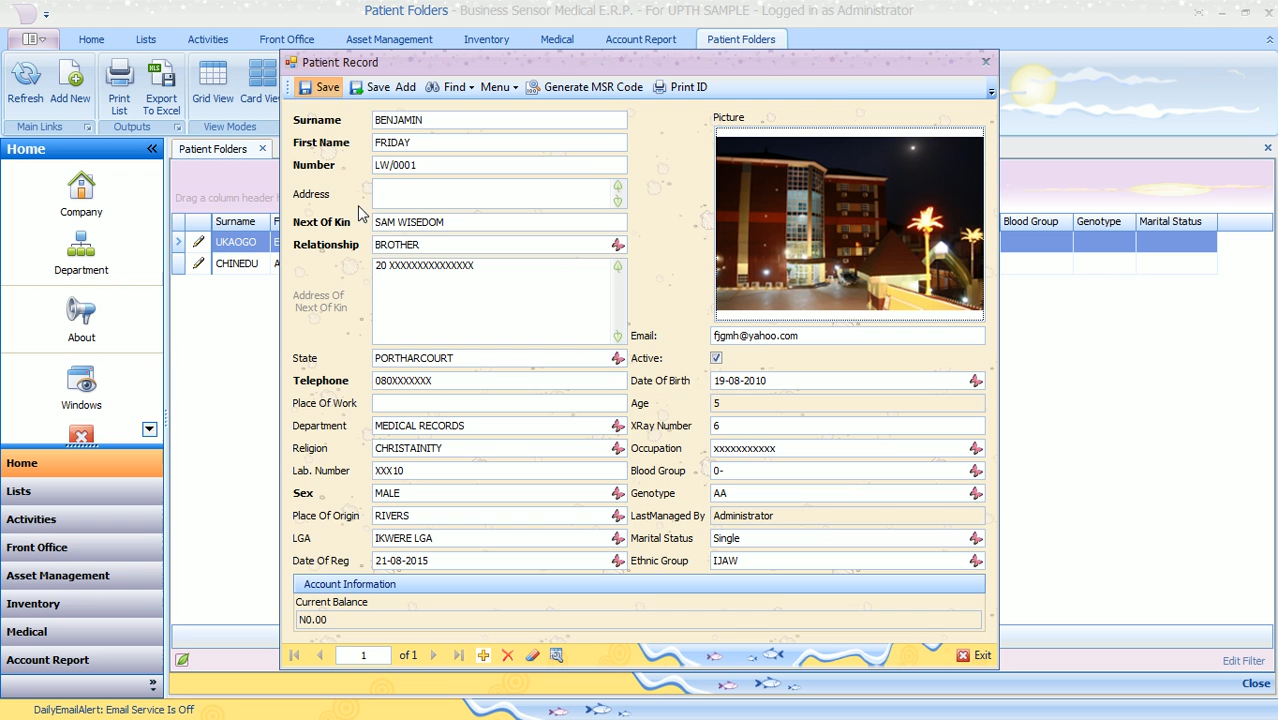 Patient Folders - Business Sensor Medical E.R.P. - For UPTH SAMPLE - Logged in as Administrator
Home Lists Activities Front Office Asset Management Inventory Medical Account Report Patient Folders
Refresh Add New Print List Export To Excel Grid View Card View
Main Links Outputs View Modes
Home
Company
Department
About
Windows
Home
Lists
Activities
Front Office
Asset Management
Inventory
Medical
Account Report
Patient Folders
Drag a column header
Surname
UKAOGO
CHINEDU
Blood Group Genotype Marital Status
Patient Record
Save Save Add Find Menu Generate MSR Code Print ID
Surname BENJAMIN
First Name FRIDAY
Number LW/0001
Address
Next Of Kin SAM WISEDOM
Relationship BROTHER
Address Of Next Of Kin 20 XXXXXXXXXXXXXXX
State PORTHARCOURT
Telephone 080XXXXXXX
Place Of Work
Department MEDICAL RECORDS
Religion CHRISTAINITY
Lab. Number XXX10
Sex MALE
Place Of Origin RIVERS
LGA IKWERE LGA
Date Of Reg 21-08-2015
Picture
Email: fjgmh@yahoo.com
Active:
Date Of Birth 19-08-2010
Age 5
XRay Number 6
Occupation xxxxxxxxxxx
Blood Group 0-
Genotype AA
LastManaged By Administrator
Marital Status Single
Ethnic Group IJAW
Account Information
Current Balance
N0.00
1 of 1
Exit
Edit Filter
Close
DailyEmailAlert: Email Service Is Off